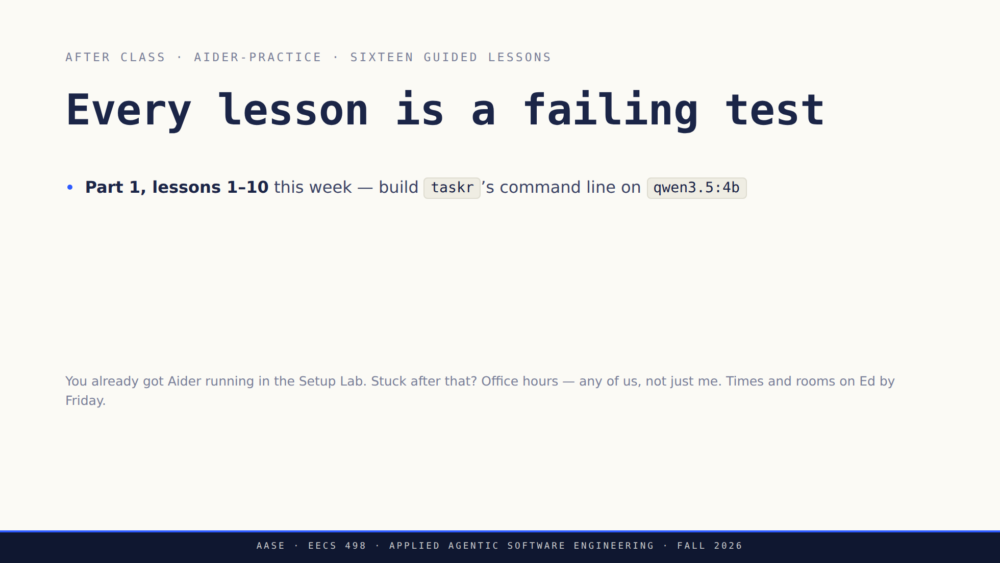 AFTER CLASS · AIDER-PRACTICE · SIXTEEN GUIDED LESSONS
Every lesson is a failing test
• Part 1, lessons 1–10 this week — build taskr’s command line on qwen3.5:4b
You already got Aider running in the Setup Lab. Stuck after that? Office hours — any of us, not just me. Times and rooms on Ed by
Friday.
AASE · EECS 498 · APPLIED AGENTIC SOFTWARE ENGINEERING · FALL 2026